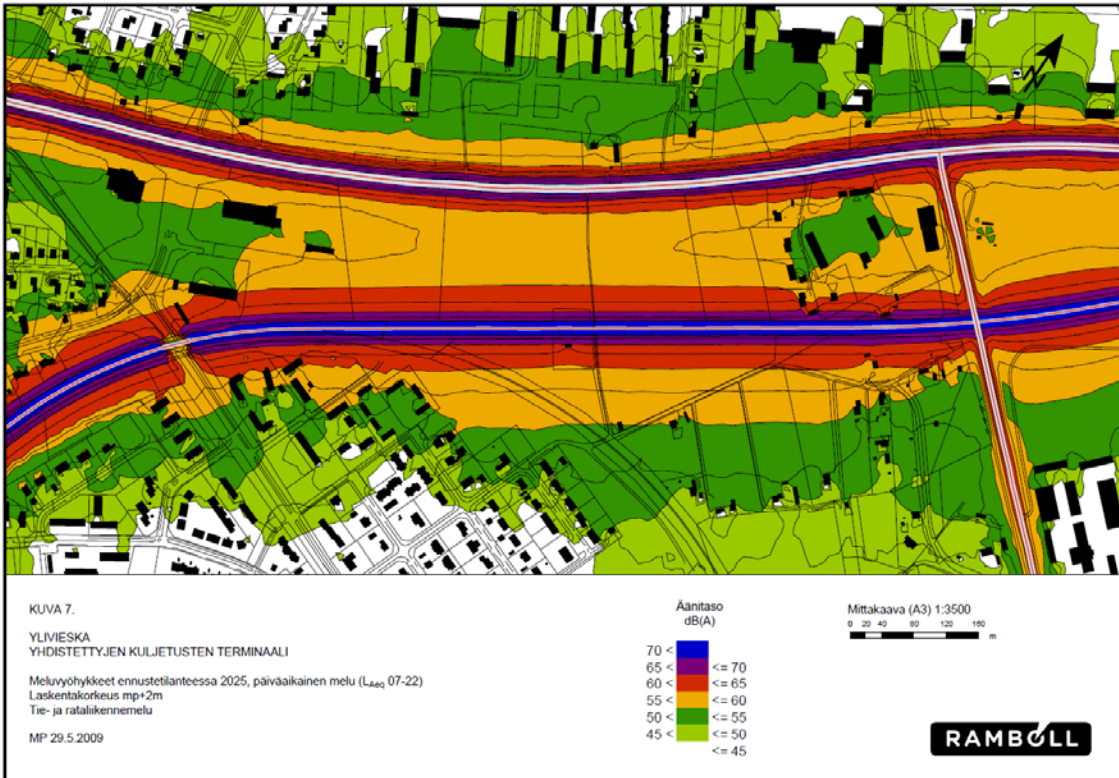 KUVA 7.
YLIVIESKA
YHDISTETTYJEN KULJETUSTEN TERMINAALI
Meluvyöhykkeet ennustetilanteessa 2025, päiväaikainen melu (LAeq 07-22)
Laskentakorkeus mp+2m
Tie- ja rataliikennemelu
MP 29.5.2009
Äänitaso
dB(A)
70 <
65 < <= 70
60 < <= 65
55 < <= 60
50 < <= 55
45 < <= 50
<= 45
Mittakaava (A3) 1:3500
0 20 40 80 120 160
m
RAMBOLL